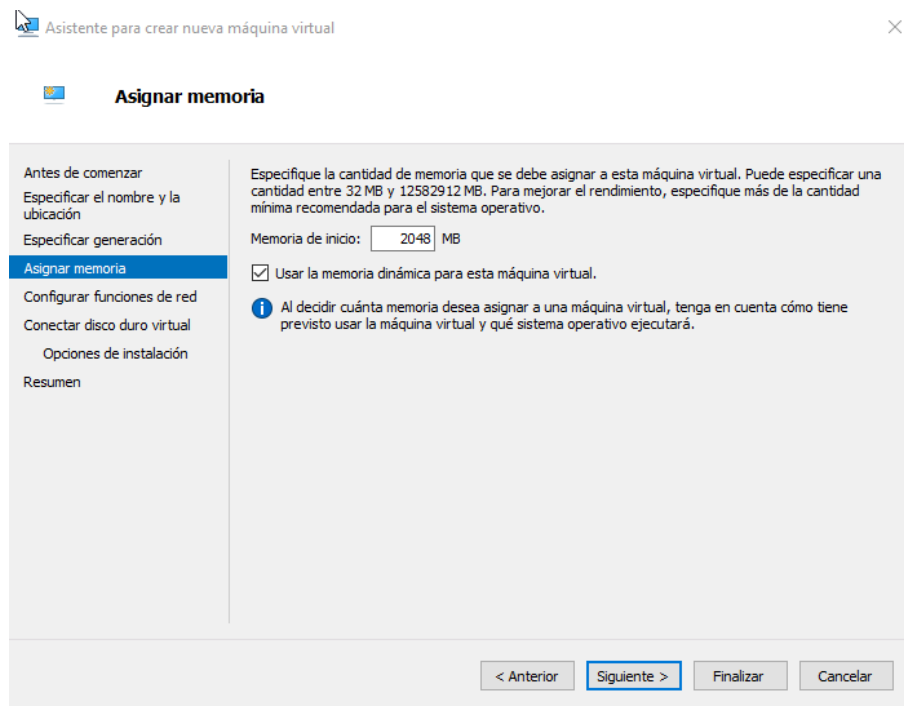 Asistente para crear nueva máquina virtual
Asignar memoria
Antes de comenzar
Especificar el nombre y la
ubicación
Especificar generación
Asignar memoria
Configurar funciones de red
Conectar disco duro virtual
Opciones de instalación
Resumen
Especifique la cantidad de memoria que se debe asignar a esta máquina virtual. Puede especificar una
cantidad entre 32 MB y 12582912 MB. Para mejorar el rendimiento, especifique más de la cantidad
mínima recomendada para el sistema operativo.
Memoria de inicio: 2048 MB
Usar la memoria dinámica para esta máquina virtual.
Al decidir cuánta memoria desea asignar a una máquina virtual, tenga en cuenta cómo tiene
previsto usar la máquina virtual y qué sistema operativo ejecutará.
< Anterior Siguiente > Finalizar Cancelar